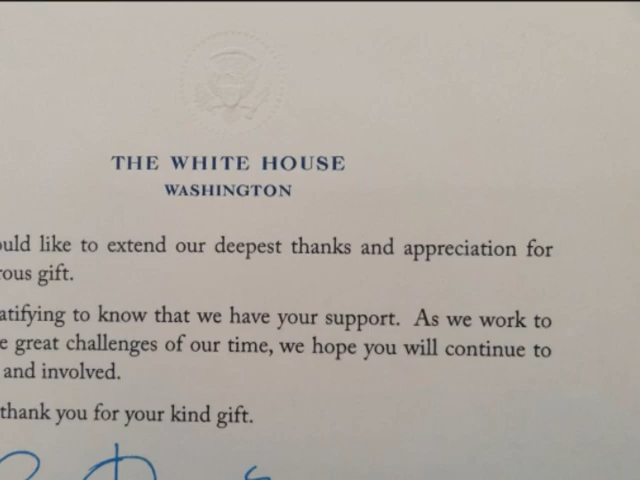 THE WHITE HOUSE
WASHINGTON
ould like to extend our deepest thanks and appreciation for
rous gift.
atifying to know that we have your support. As we work to
e great challenges of our time, we hope you will continue to
and involved.
thank you for your kind gift.